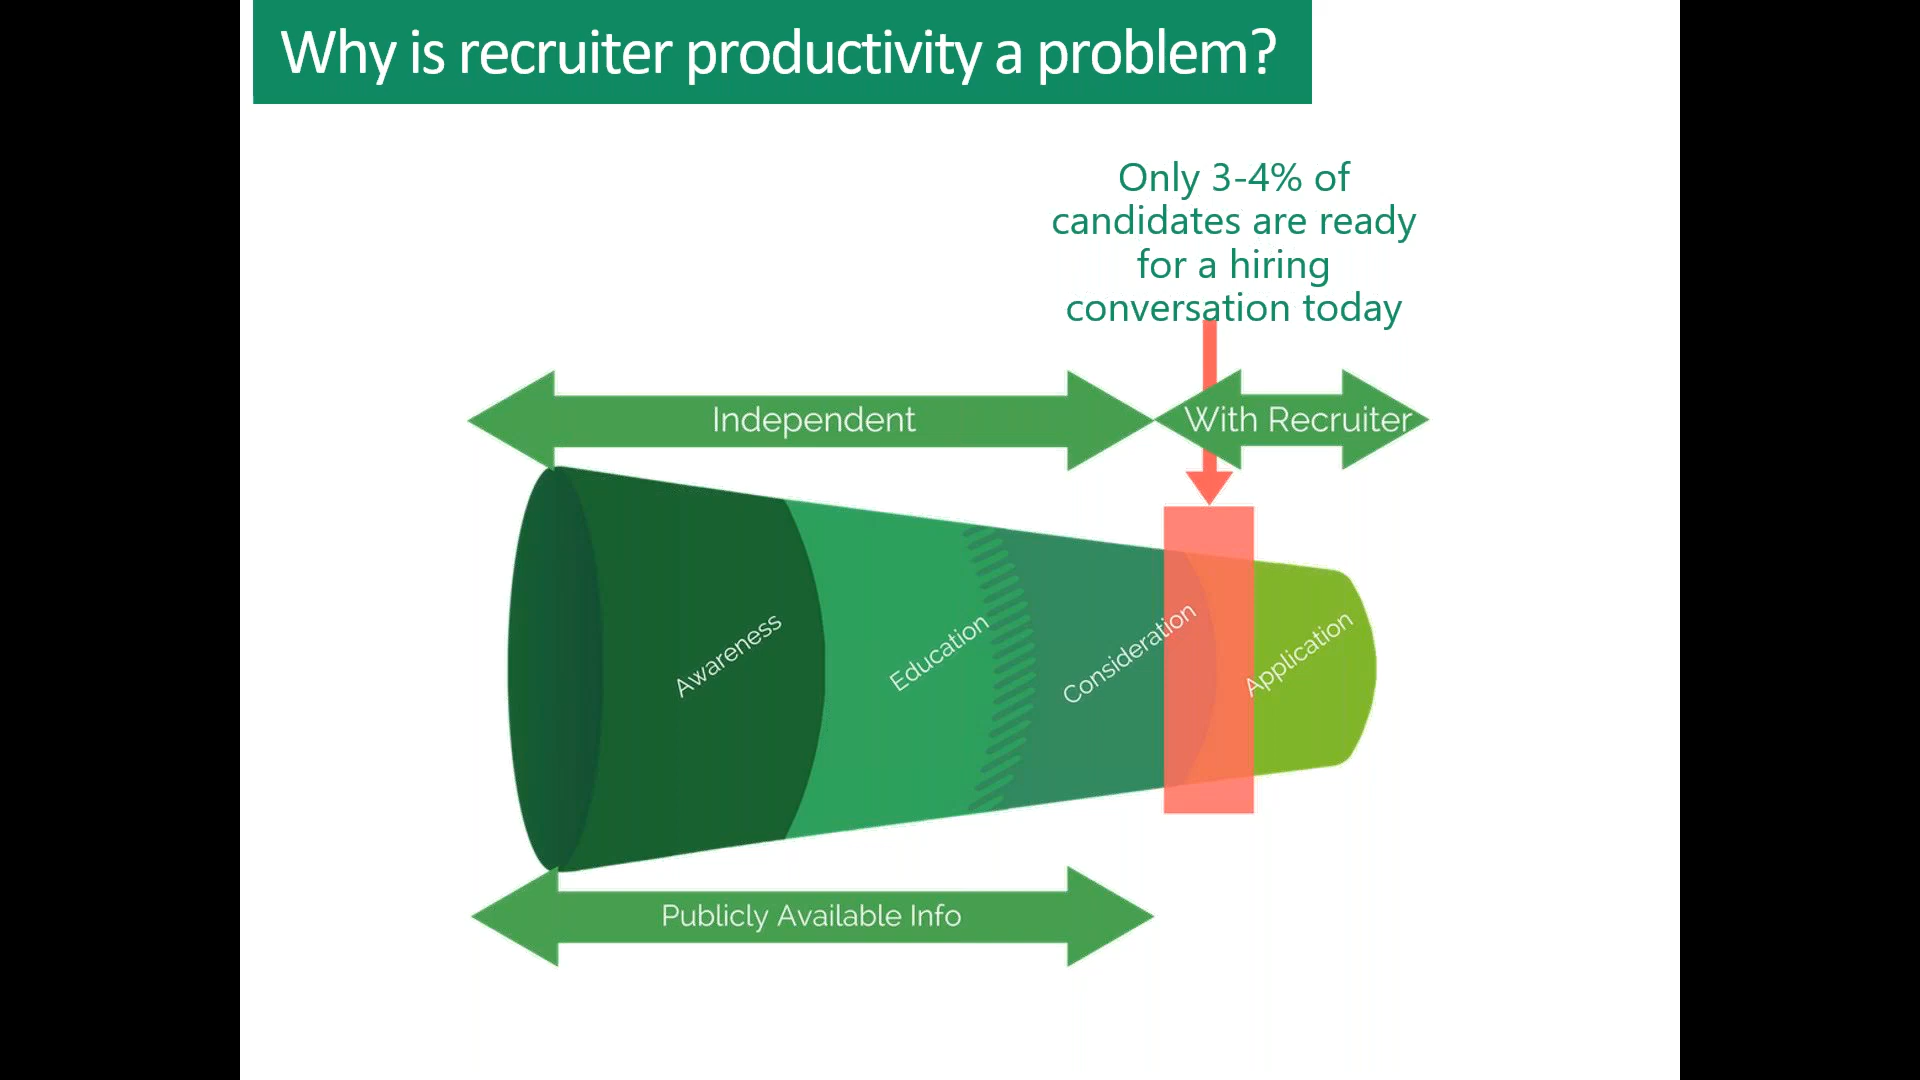 Why is recruiter productivity a problem?
Only 3-4% of
candidates are ready
for a hiring
conversation today
Independent
With Recruiter
Awareness
Education
Consideration
Application
Publicly Available Info